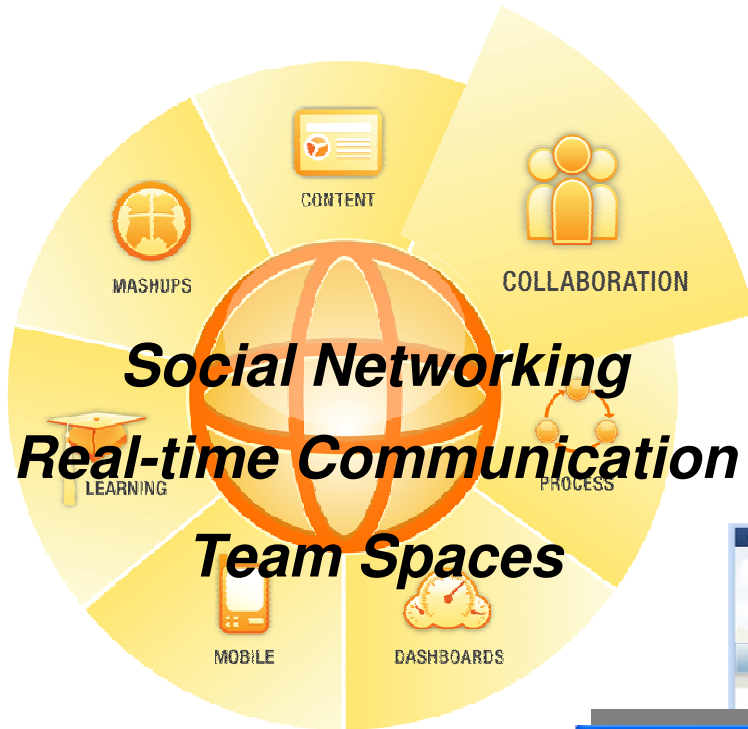 CONTENT
COLLABORATION
MASHUPS
Social Networking
Real-time Communication
LEARNING
PROCESS
Team Spaces
MOBILE
DASHBOARDS